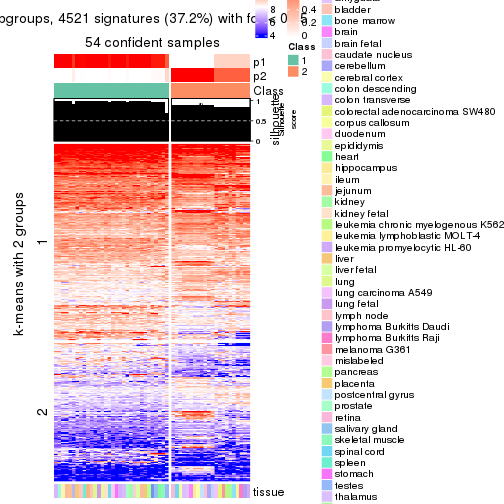 ogroups, 4521 signatures (37.2%) with
54 confident samples
p1
p2
Class
1
0.5
0
silhouette
score
8
6
4
0.4
0.2
0
Class
1
2
k-means with 2 groups
1
2
tissue
bladder
bone marrow
brain
brain fetal
caudate nucleus
cerebellum
cerebral cortex
colon descending
colon transverse
colorectal adenocarcinoma SW480
corpus callosum
duodenum
epididymis
heart
hippocampus
ileum
jejunum
kidney
kidney fetal
leukemia chronic myelogenous K562
leukemia lymphoblastic MOLT-4
leukemia promyelocytic HL-60
liver
liver fetal
lung
lung carcinoma A549
lung fetal
lymph node
lymphoma Burkitts Daudi
lymphoma Burkitts Raji
melanoma G361
mislabeled
pancreas
placenta
postcentral gyrus
prostate
retina
salivary gland
skeletal muscle
spinal cord
spleen
stomach
testes
thalamus